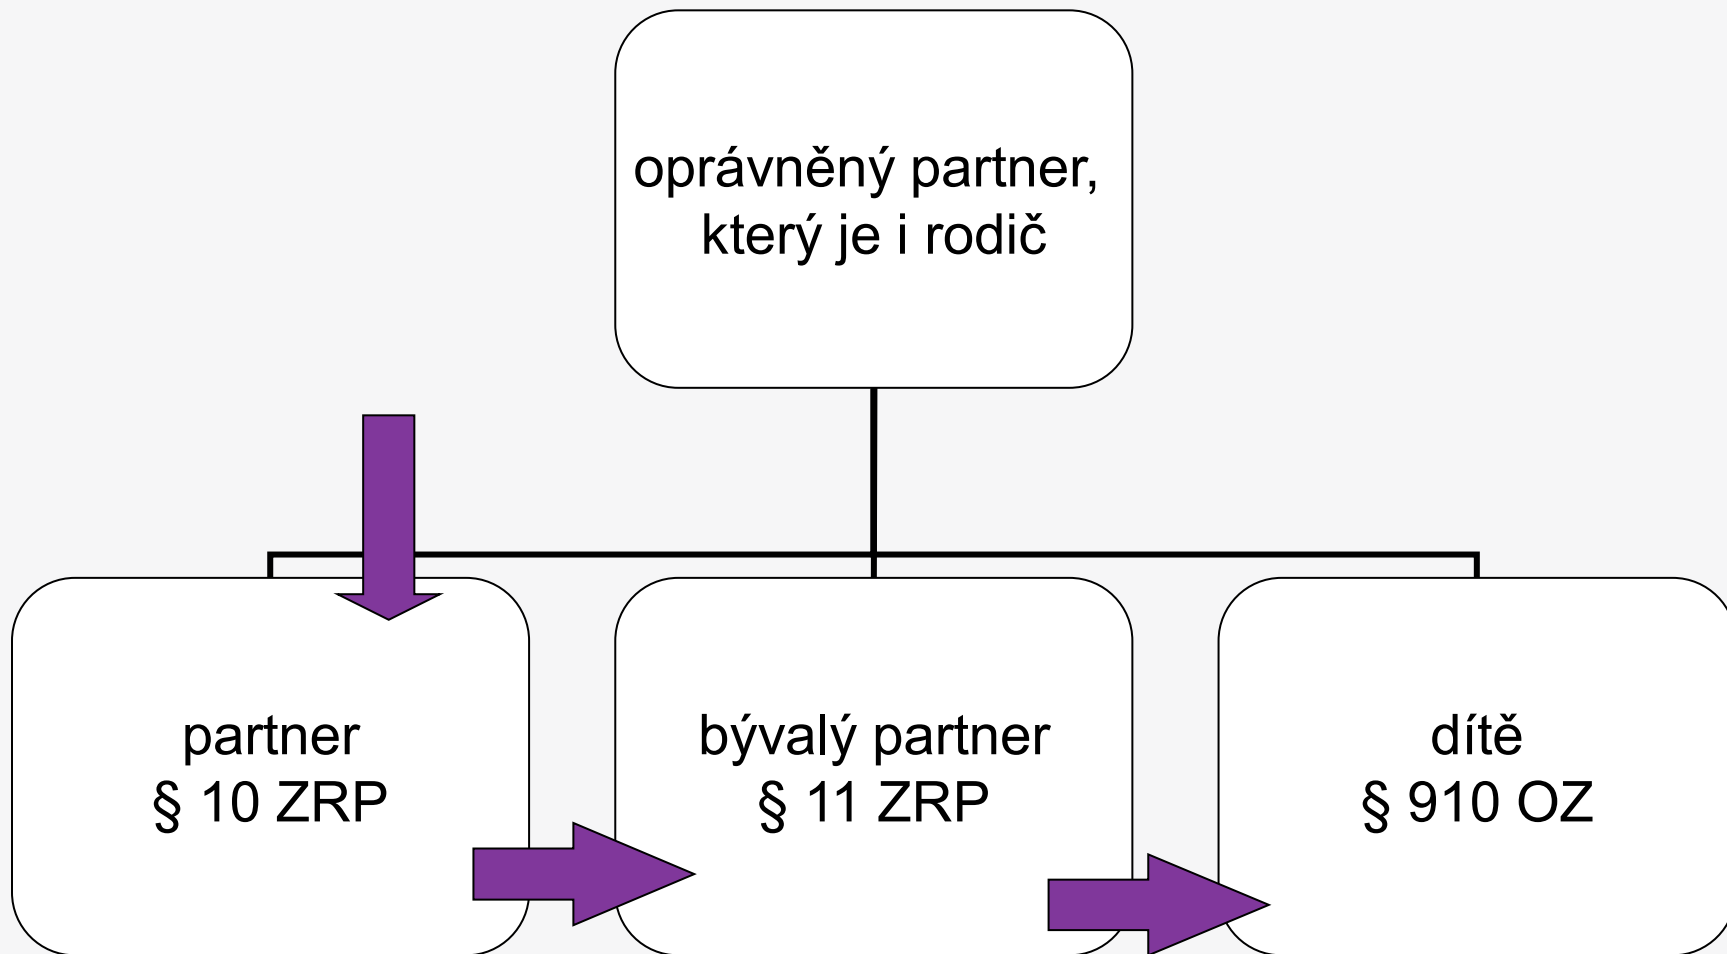 oprávněný partner,
který je i rodič
partner
§ 10 ZRP
bývalý partner
§ 11 ZRP
dítě
§ 910 OZ